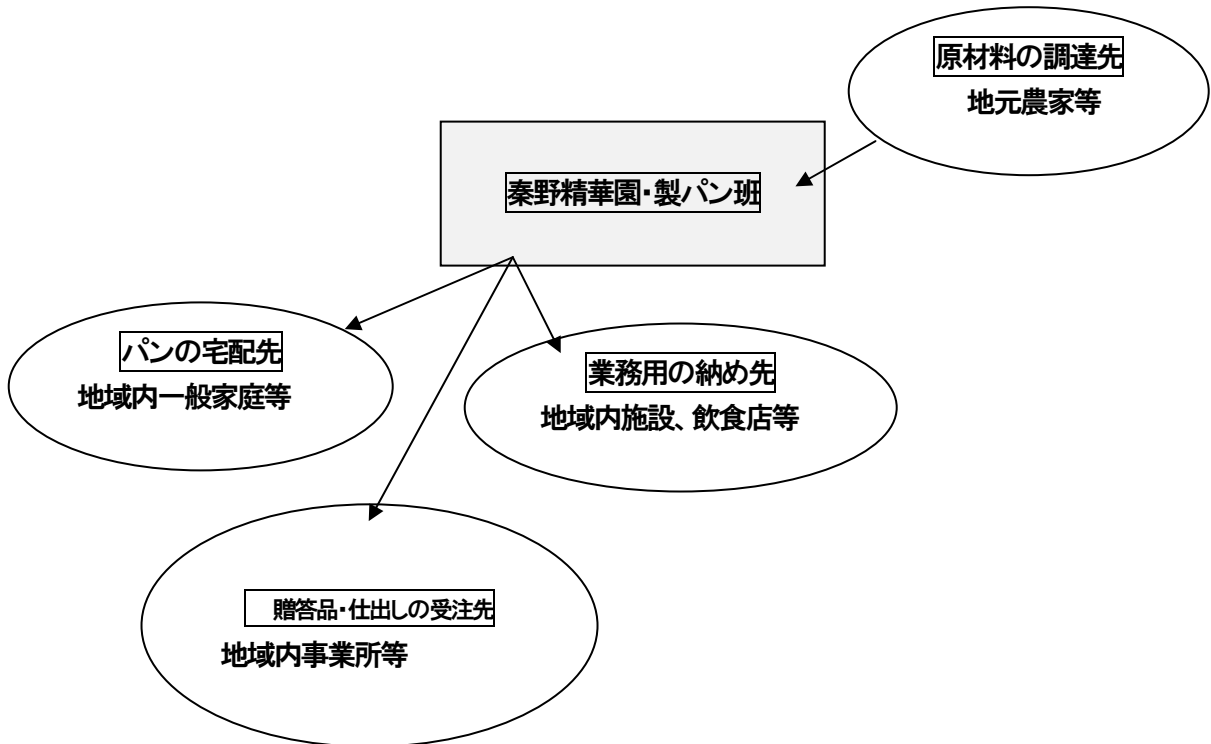 原材料の調達先
地元農家等
秦野精華園・製パン班
パンの宅配先
地域内一般家庭等
業務用の納め先
地域内施設、飲食店等
贈答品・仕出しの受注先
地域内事業所等